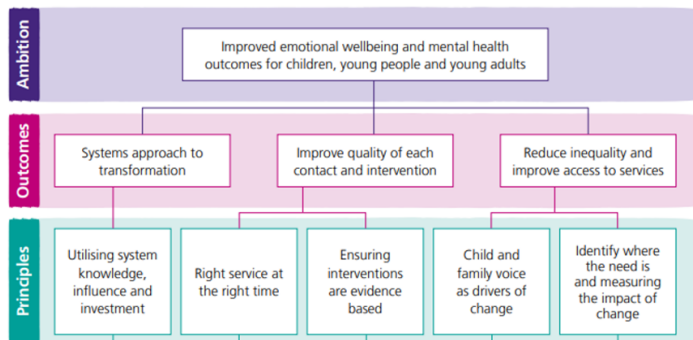 Ambition
Improved emotional wellbeing and mental health
outcomes for children, young people and young adults
Outcomes
Systems approach to
transformation
Improve quality of each
contact and intervention
Reduce inequality and
improve access to services
Principles
Utilising system
knowledge,
influence and
investment
Right service at
the right time
Ensuring
interventions
are evidence
based
Child and
family voice
as drivers of
change
Identify where
the need is
and measuring
the impact of
change